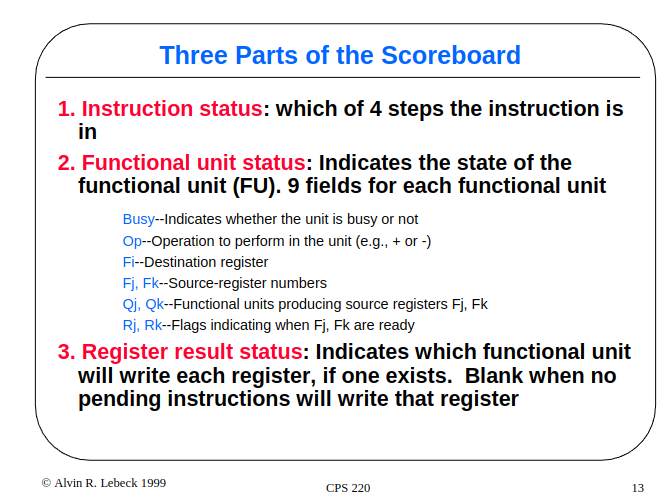 Three Parts of the Scoreboard
1. Instruction status: which of 4 steps the instruction is
in
2. Functional unit status: Indicates the state of the
functional unit (FU). 9 fields for each functional unit
Busy--Indicates whether the unit is busy or not
Op--Operation to perform in the unit (e.g., + or -)
Fi--Destination register
Fj, Fk--Source-register numbers
Qj, Qk--Functional units producing source registers Fj, Fk
Rj, Rk--Flags indicating when Fj, Fk are ready
3. Register result status: Indicates which functional unit
will write each register, if one exists.  Blank when no
pending instructions will write that register
© Alvin R. Lebeck 1999
CPS 220
13